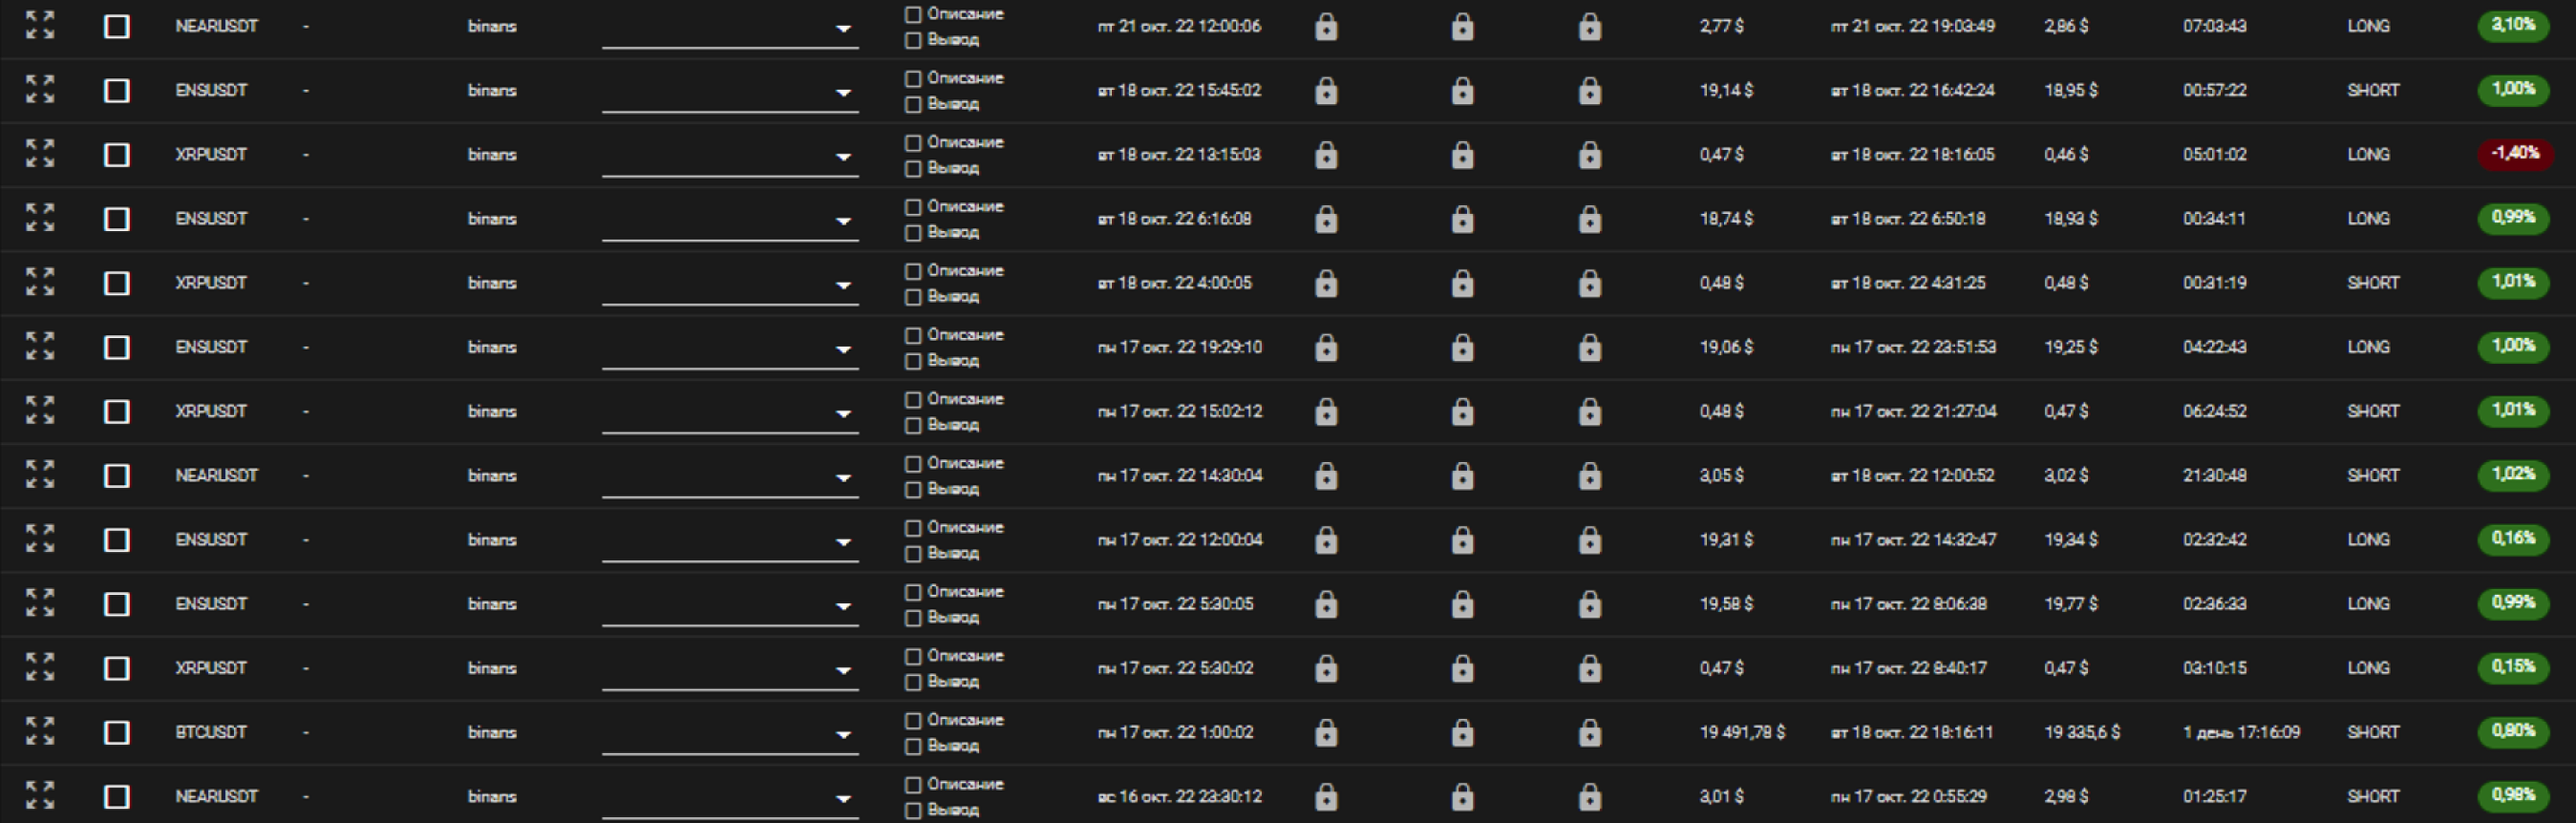 NEARUSDT - binans Описание Вывод пт 21 окт. 22 12:00:06 2,77 $ пт 21 окт. 22 19:03:49 2,86 $ 07:03:43 LONG 3,10%
ENSUSDT - binans Описание Вывод вт 18 окт. 22 15:45:02 19,14 $ вт 18 окт. 22 16:42:24 18,95 $ 00:57:22 SHORT 1,00%
XRPUSDT - binans Описание Вывод вт 18 окт. 22 13:15:03 0,47 $ вт 18 окт. 22 18:16:05 0,46 $ 05:01:02 LONG -1,40%
ENSUSDT - binans Описание Вывод вт 18 окт. 22 6:16:08 18,74 $ вт 18 окт. 22 6:50:18 18,93 $ 00:34:11 LONG 0,99%
XRPUSDT - binans Описание Вывод вт 18 окт. 22 4:00:05 0,48 $ вт 18 окт. 22 4:31:25 0,48 $ 00:31:19 SHORT 1,01%
ENSUSDT - binans Описание Вывод пн 17 окт. 22 19:29:10 19,06 $ пн 17 окт. 22 23:51:53 19,25 $ 04:22:43 LONG 1,00%
XRPUSDT - binans Описание Вывод пн 17 окт. 22 15:02:12 0,48 $ пн 17 окт. 22 21:27:04 0,47 $ 06:24:52 SHORT 1,01%
NEARUSDT - binans Описание Вывод пн 17 окт. 22 14:30:04 3,05 $ вт 18 окт. 22 12:00:52 3,02 $ 21:30:48 SHORT 1,02%
ENSUSDT - binans Описание Вывод пн 17 окт. 22 12:00:04 19,31 $ пн 17 окт. 22 14:32:47 19,34 $ 02:32:42 LONG 0,16%
ENSUSDT - binans Описание Вывод пн 17 окт. 22 5:30:05 19,58 $ пн 17 окт. 22 8:06:38 19,77 $ 02:36:33 LONG 0,99%
XRPUSDT - binans Описание Вывод пн 17 окт. 22 5:30:02 0,47 $ пн 17 окт. 22 8:40:17 0,47 $ 03:10:15 LONG 0,15%
BTCUSDT - binans Описание Вывод пн 17 окт. 22 1:00:02 19 491,78 $ вт 18 окт. 22 18:16:11 19 335,6 $ 1 день 17:16:09 SHORT 0,80%
NEARUSDT - binans Описание Вывод вс 16 окт. 22 23:30:12 3,01 $ пн 17 окт. 22 0:55:29 2,98 $ 01:25:17 SHORT 0,98%